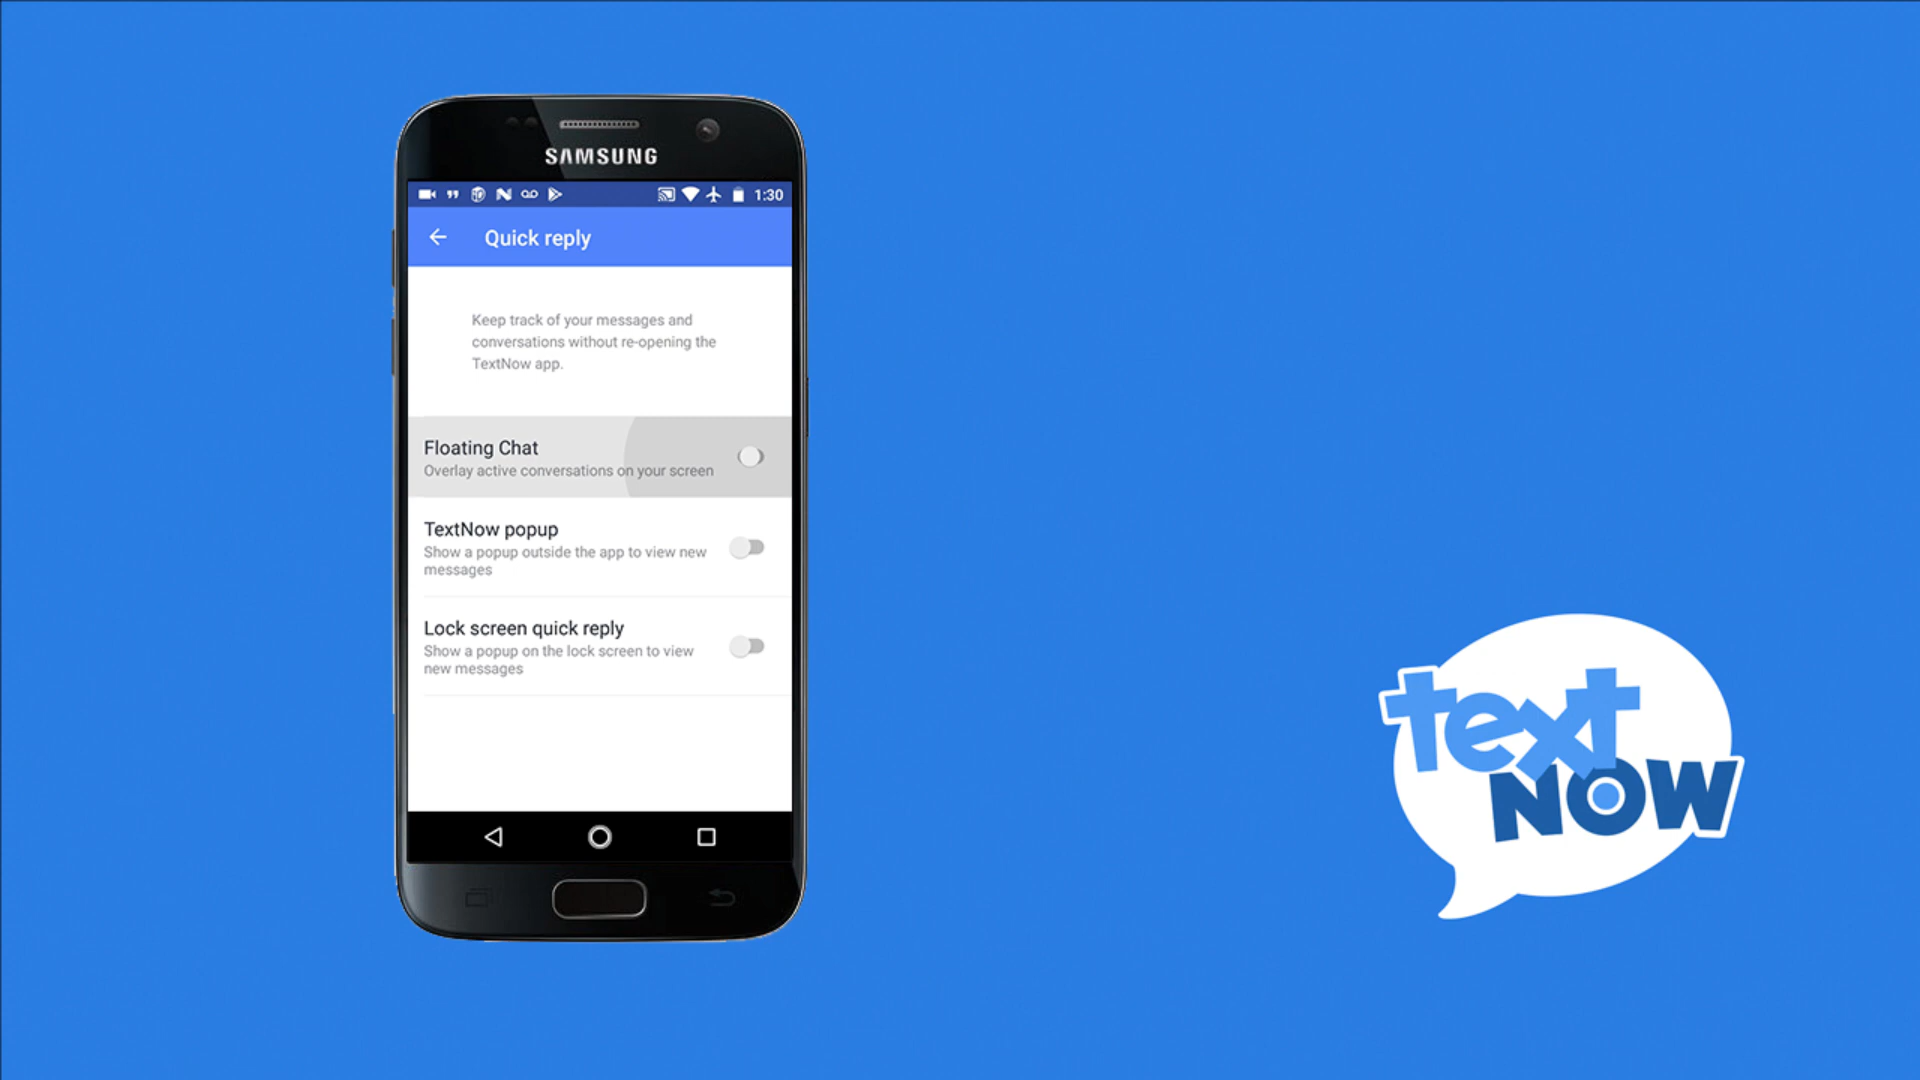 SAMSUNG
1:30
Quick reply
Keep track of your messages and
conversations without re-opening the
TextNow app.
Floating Chat
Overlay active conversations on your screen
TextNow popup
Show a popup outside the app to view new
messages
Lock screen quick reply
Show a popup on the lock screen to view
new messages
text
NOW